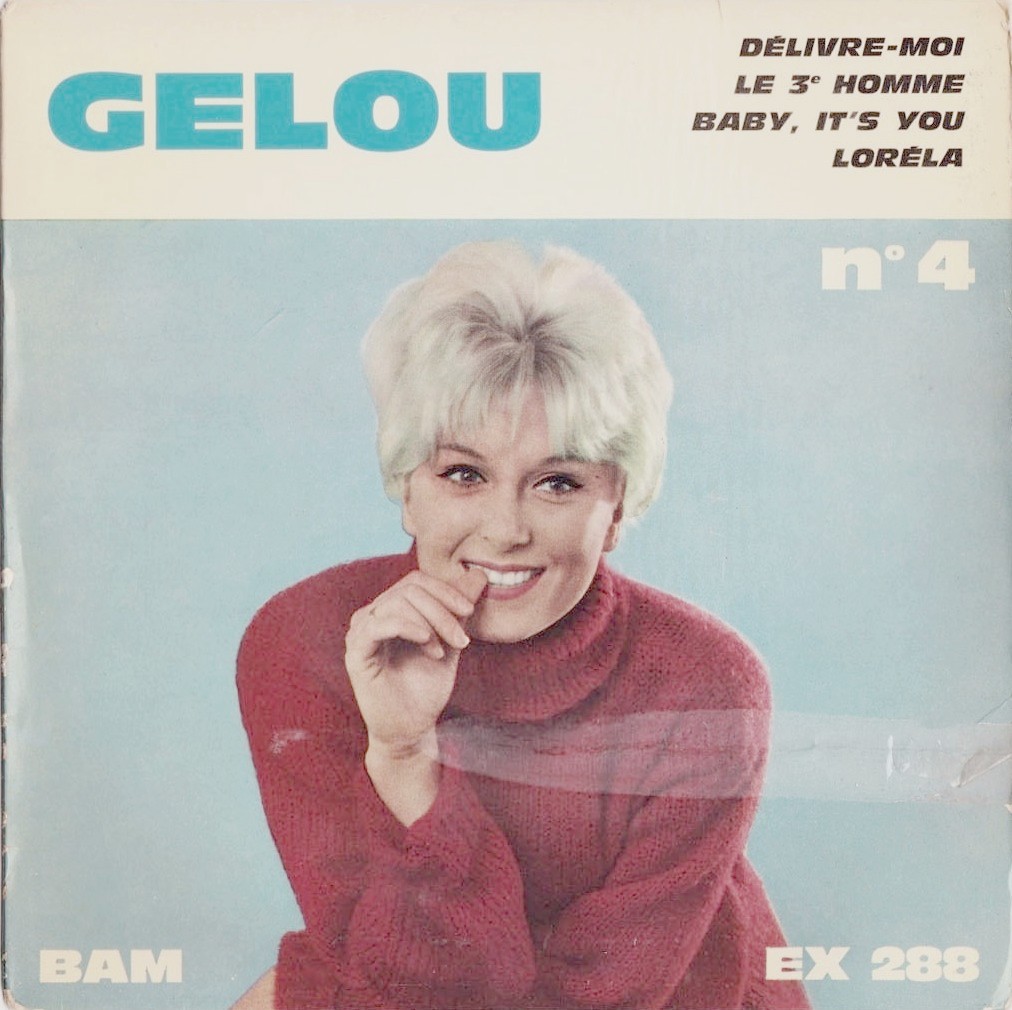 GELOU
DÉLIVRE-MOI
LE 3e HOMME
BABY, IT'S YOU
LORÉLA
n° 4
BAM
EX 288